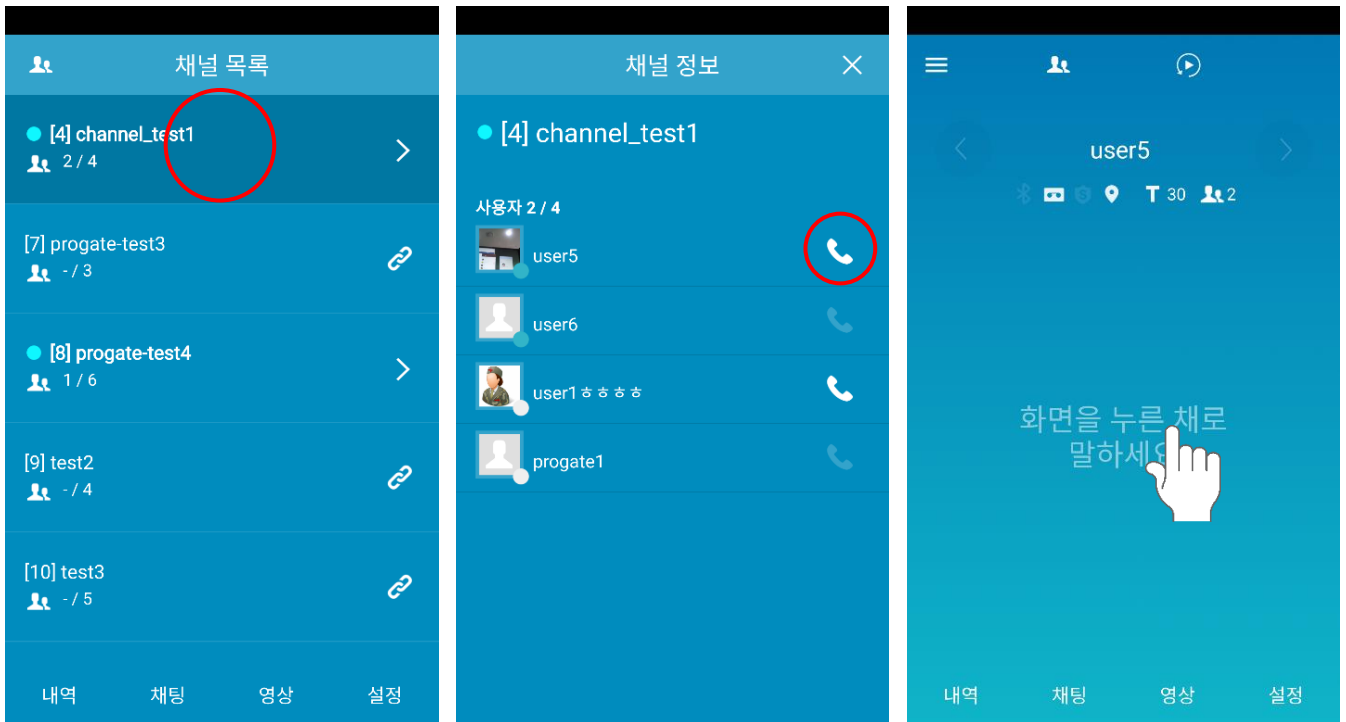 채널 목록
[4] channel_test1
2 / 4
[7] progate-test3
- / 3
[8] progate-test4
1 / 6
[9] test2
- / 4
[10] test3
- / 5
내역 채팅 영상 설정
채널 정보
[4] channel_test1
사용자 2 / 4
user5
user6
user1ㅎㅎㅎㅎ
progate1
user5
T 30 2
화면을 누른 채로
말하세요
내역 채팅 영상 설정